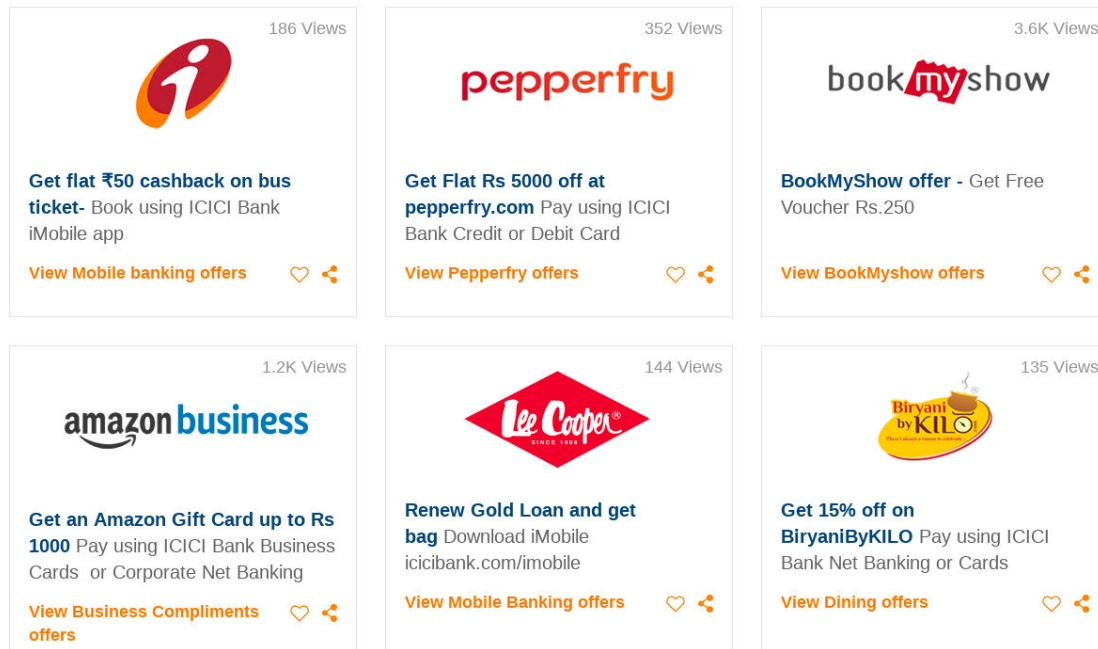 186 Views
i
Get flat ₹50 cashback on bus
ticket- Book using ICICI Bank
iMobile app
View Mobile banking offers
352 Views
pepperfry
Get Flat Rs 5000 off at
pepperfry.com Pay using ICICI
Bank Credit or Debit Card
View Pepperfry offers
3.6K Views
bookmyshow
BookMyShow offer - Get Free
Voucher Rs.250
View BookMyshow offers
1.2K Views
amazon business
Get an Amazon Gift Card up to Rs
1000 Pay using ICICI Bank Business
Cards  or Corporate Net Banking
View Business Compliments
offers
144 Views
Lee Cooper®
SINCE 1908
Renew Gold Loan and get
bag Download iMobile
icicibank.com/imobile
View Mobile Banking offers
135 Views
Biryani
by KILO.com
There's always a reason to celebrate...
Get 15% off on
BiryaniByKILO Pay using ICICI
Bank Net Banking or Cards
View Dining offers